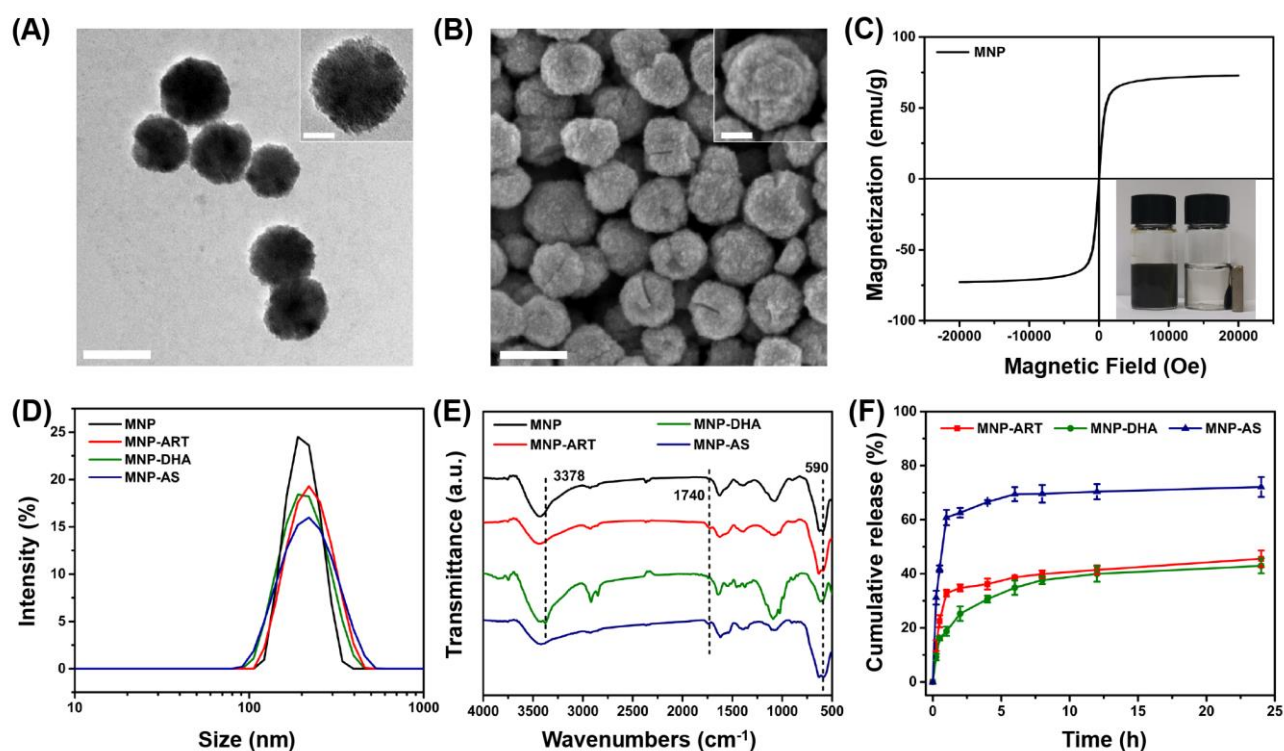 (A)
(B)
(C)
MNP
100
50
0
-50
-100
-20000 -10000 0 10000 20000
Magnetization (emu/g)
Magnetic Field (Oe)
(D)
MNP
MNP-ART
MNP-DHA
MNP-AS
25
20
15
10
5
0
10 100 1000
Intensity (%)
Size (nm)
(E)
MNP
MNP-ART
MNP-DHA
MNP-AS
3378
1740
590
4000 3500 3000 2500 2000 1500 1000 500
Transmittance (a.u.)
Wavenumbers (cm⁻¹)
(F)
MNP-ART MNP-DHA MNP-AS
100
80
60
40
20
0
0 5 10 15 20 25
Cumulative release (%)
Time (h)